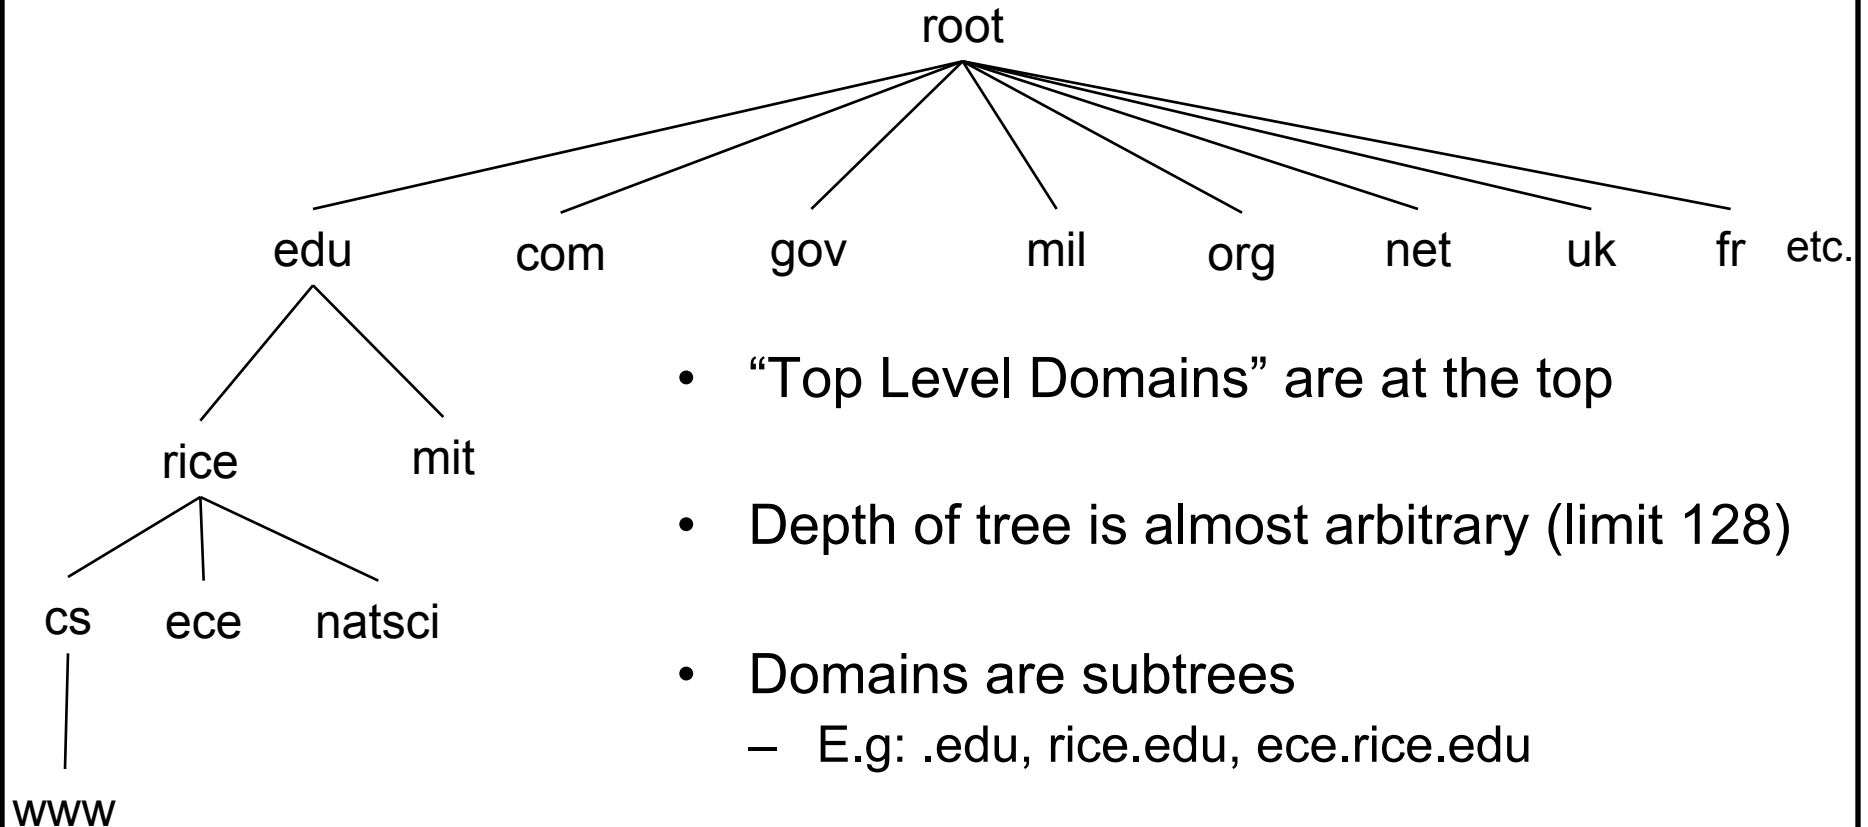 root
edu com gov mil org net uk fr etc.
• “Top Level Domains” are at the top
rice mit
• Depth of tree is almost arbitrary (limit 128)
cs ece natsci
• Domains are subtrees
– E.g: .edu, rice.edu, ece.rice.edu
www